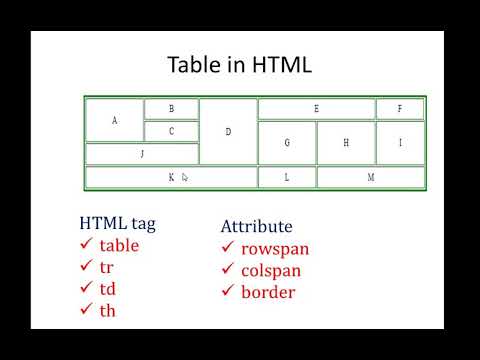 Table in HTML
A B D E F
C G H I
J
K L M
HTML tag
✓ table
✓ tr
✓ td
✓ th
Attribute
✓ rowspan
✓ colspan
✓ border